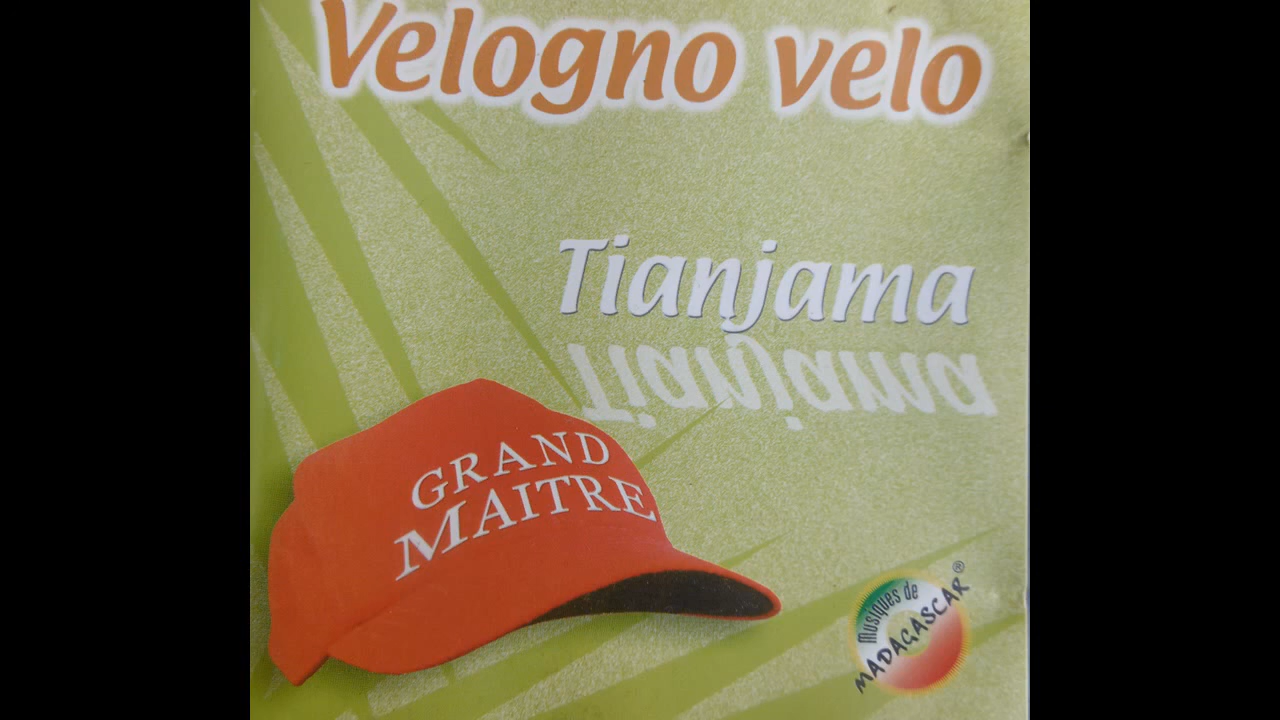 Velogno velo
Tianjama
Tianjama
GRAND
MAITRE
Musiques de
MADAGASCAR®